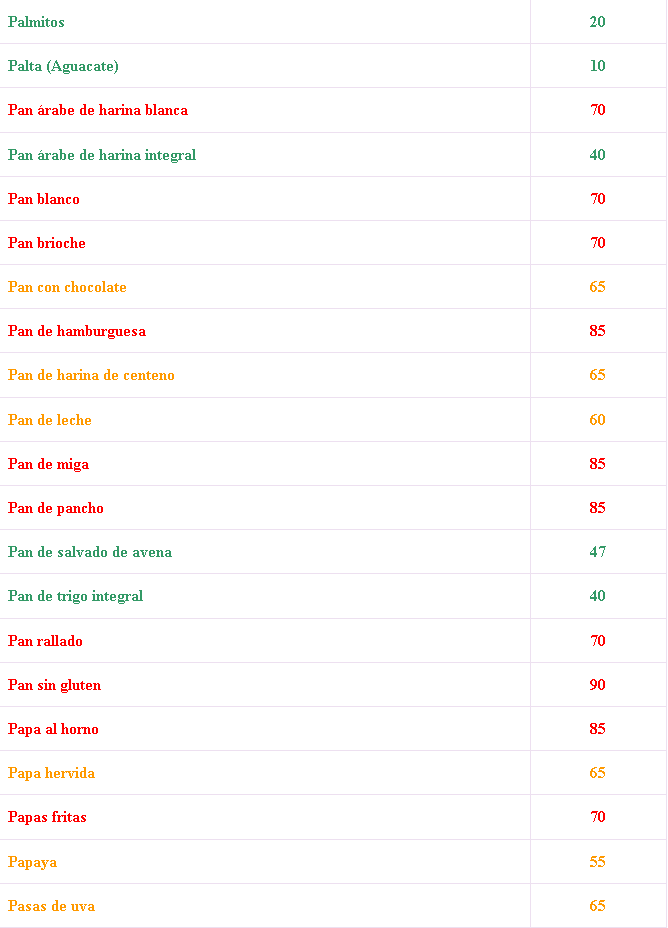 Palmitos 20
Palta (Aguacate) 10
Pan árabe de harina blanca 70
Pan árabe de harina integral 40
Pan blanco 70
Pan brioche 70
Pan con chocolate 65
Pan de hamburguesa 85
Pan de harina de centeno 65
Pan de leche 60
Pan de miga 85
Pan de pancho 85
Pan de salvado de avena 47
Pan de trigo integral 40
Pan rallado 70
Pan sin gluten 90
Papa al horno 85
Papa hervida 65
Papas fritas 70
Papaya 55
Pasas de uva 65